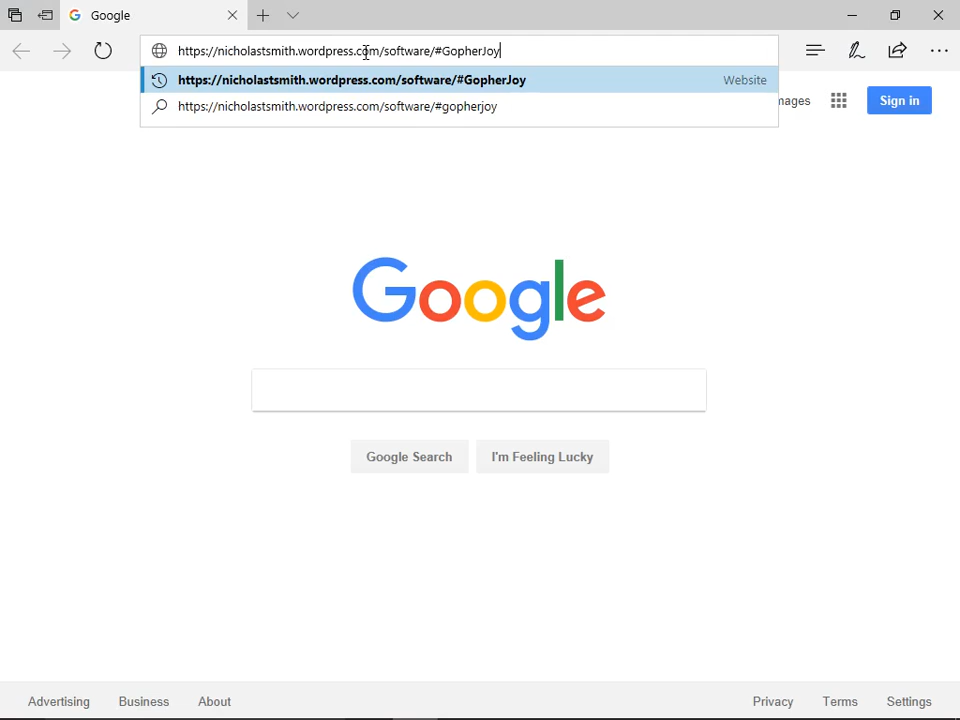 Google
https://nicholastsmith.wordpress.com/software/#GopherJoy
https://nicholastsmith.wordpress.com/software/#GopherJoy Website
https://nicholastsmith.wordpress.com/software/#gopherjoy
Sign in
Google
Google Search I'm Feeling Lucky
Advertising Business About Privacy Terms Settings